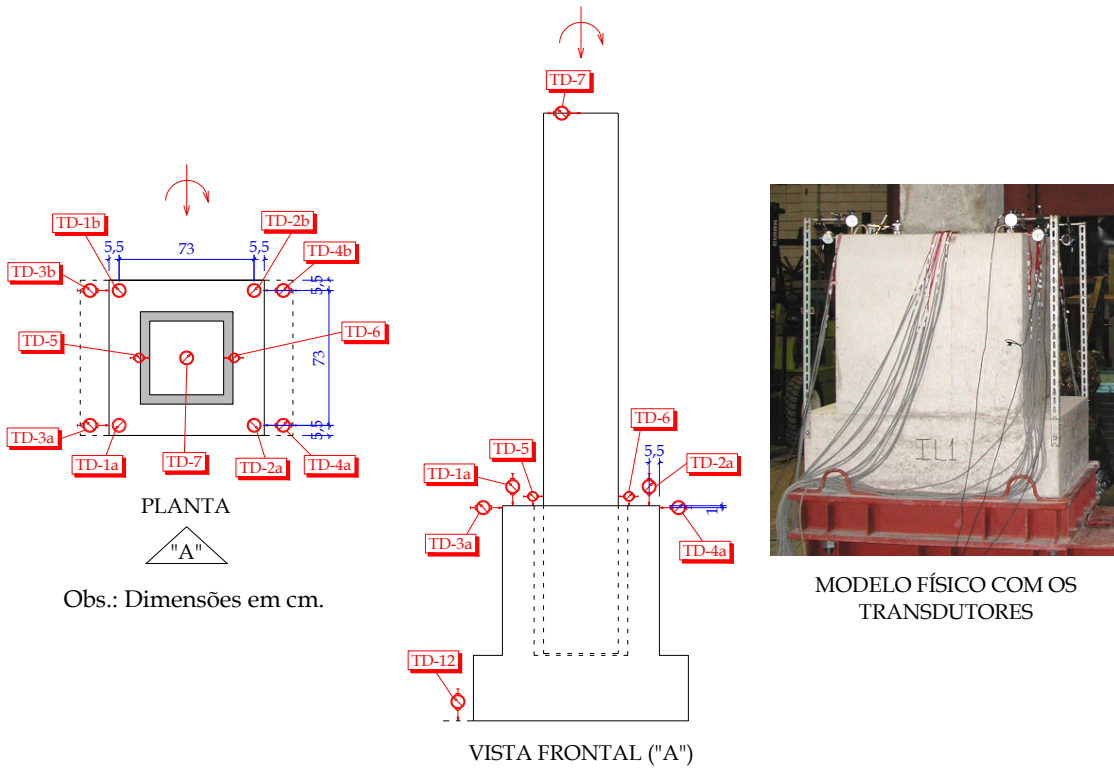 TD-1b
TD-2b
5,5
73
5,5
TD-3b
TD-4b
5,5
TD-5
TD-6
73
TD-3a
TD-1a
TD-7
TD-2a
TD-4a
5,5
PLANTA
"A"
Obs.: Dimensões em cm.
TD-7
TD-6
TD-5
5,5
TD-1a
TD-2a
1
TD-3a
TD-4a
TD-12
VISTA FRONTAL ("A")
IL1
MODELO FÍSICO COM OS
TRANSDUTORES